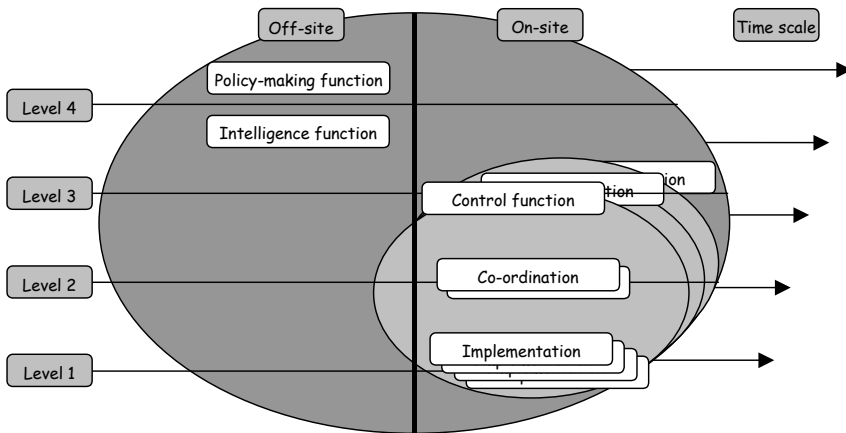 Off-site
On-site
Time scale
Policy-making function
Level 4
Intelligence function
Level 3
Control function
Level 2
Co-ordination
Implementation
Level 1